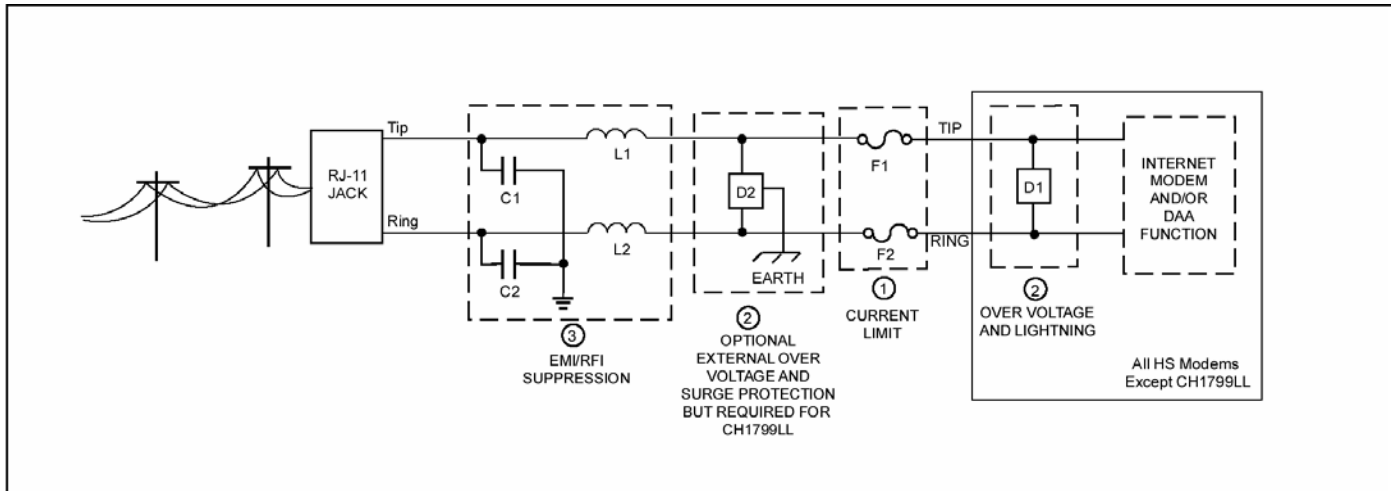 RJ-11
JACK
Tip
Ring
C1
C2
L1
L2
③
EMI/RFI
SUPPRESSION
D2
EARTH
②
OPTIONAL
EXTERNAL OVER
VOLTAGE AND
SURGE PROTECTION
BUT REQUIRED FOR
CH1799LL
F1
F2
①
CURRENT
LIMIT
TIP
RING
D1
②
OVER VOLTAGE
AND LIGHTNING
INTERNET
MODEM
AND/OR
DAA
FUNCTION
All HS Modems
Except CH1799LL